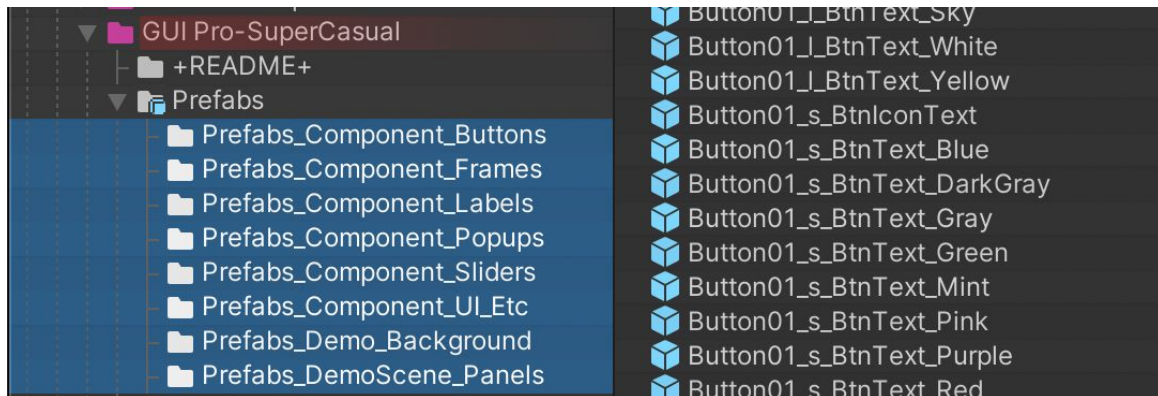 GUI Pro-SuperCasual
+README+
Prefabs
Prefabs_Component_Buttons
Prefabs_Component_Frames
Prefabs_Component_Labels
Prefabs_Component_Popups
Prefabs_Component_Sliders
Prefabs_Component_UI_Etc
Prefabs_Demo_Background
Prefabs_DemoScene_Panels
Button01_l_BtnText_Sky
Button01_l_BtnText_White
Button01_l_BtnText_Yellow
Button01_s_BtnIconText
Button01_s_BtnText_Blue
Button01_s_BtnText_DarkGray
Button01_s_BtnText_Gray
Button01_s_BtnText_Green
Button01_s_BtnText_Mint
Button01_s_BtnText_Pink
Button01_s_BtnText_Purple
Button01_s_BtnText_Red